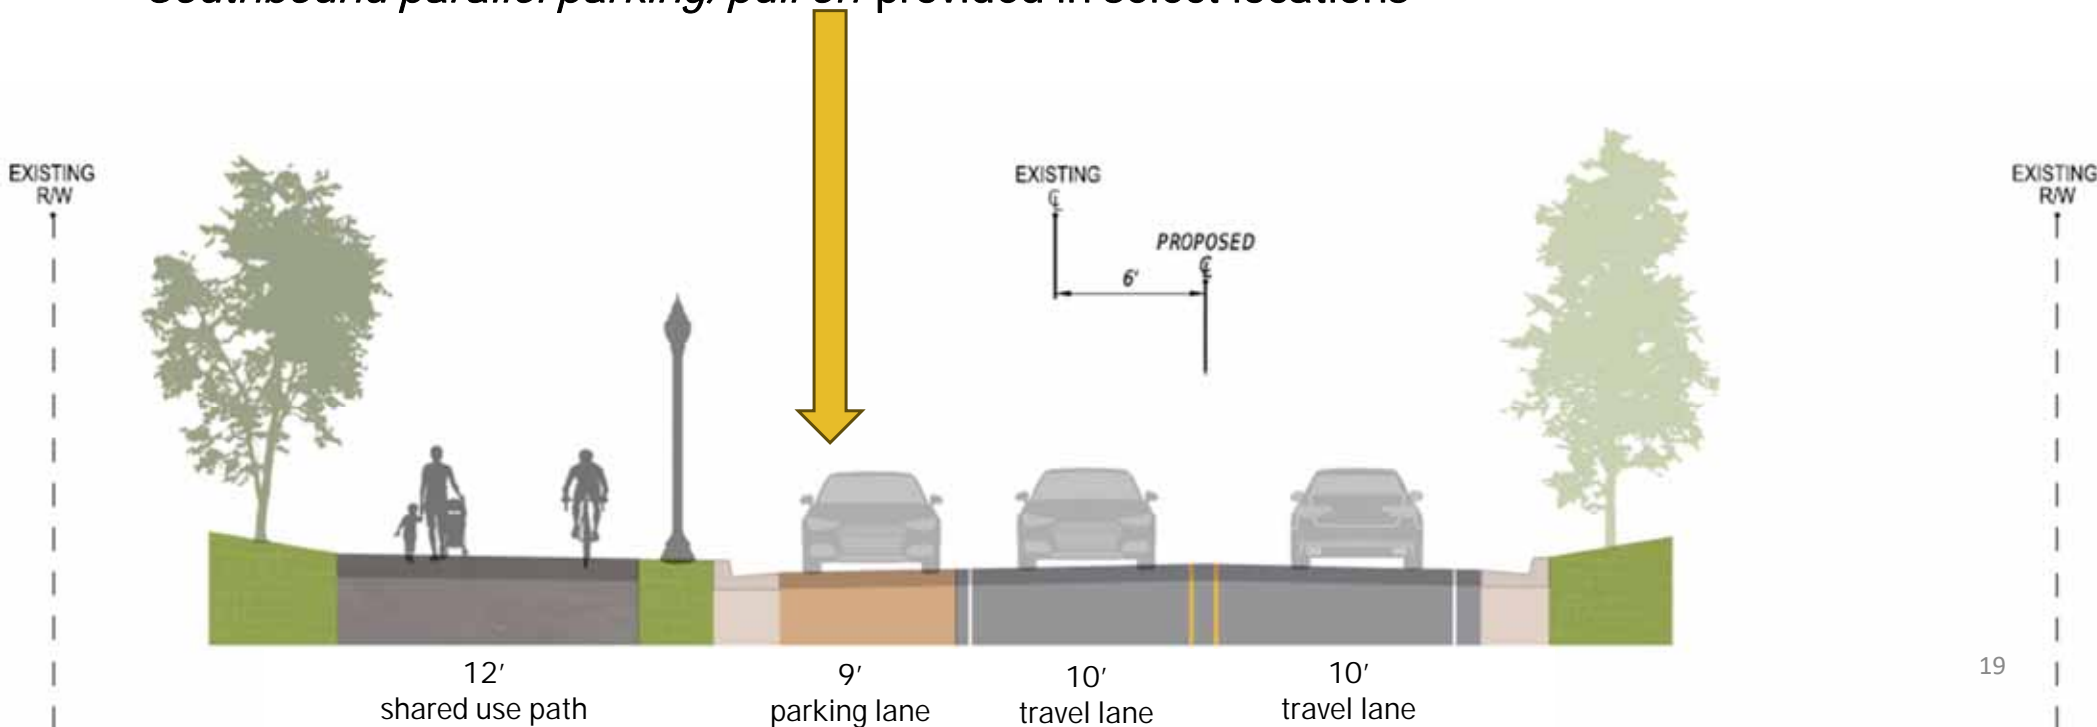 Southbound parallel parking/pull off provided in select locations
EXISTING
R/W
EXISTING
℄
PROPOSED
℄
6'
EXISTING
R/W
12'
shared use path
9'
parking lane
10'
travel lane
10'
travel lane
19